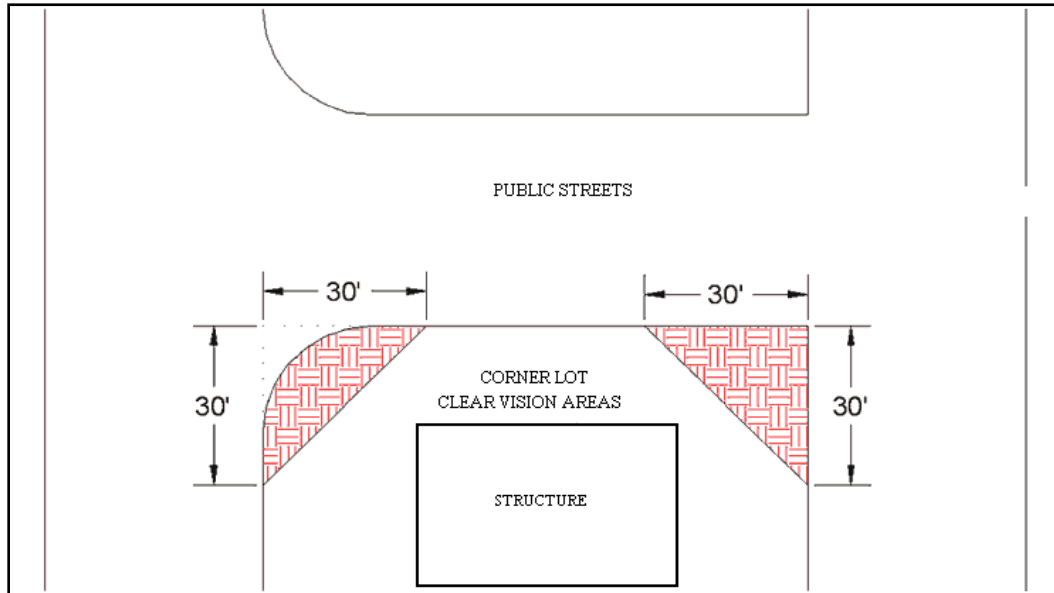 PUBLIC STREETS
30'
30'
CORNER LOT
CLEAR VISION AREAS
30'
30'
STRUCTURE